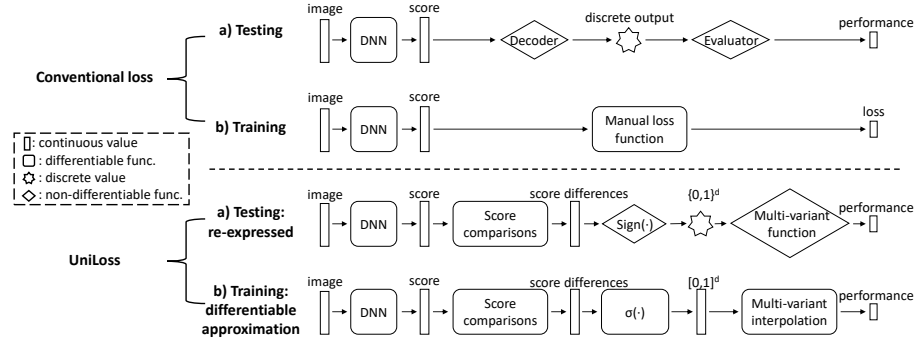 image
score
discrete output
performance
a) Testing
DNN
Decoder
Evaluator
Conventional loss
image
score
loss
b) Training
DNN
Manual loss
function
: continuous value
: differentiable func.
: discrete value
: non-differentiable func.
image
score
score differences
{0,1}ᵈ
performance
a) Testing:
re-expressed
DNN
Score
comparisons
Sign(·)
Multi-variant
function
UniLoss
image
score
score differences
[0,1]ᵈ
performance
b) Training:
differentiable
approximation
DNN
Score
comparisons
σ(·)
Multi-variant
interpolation